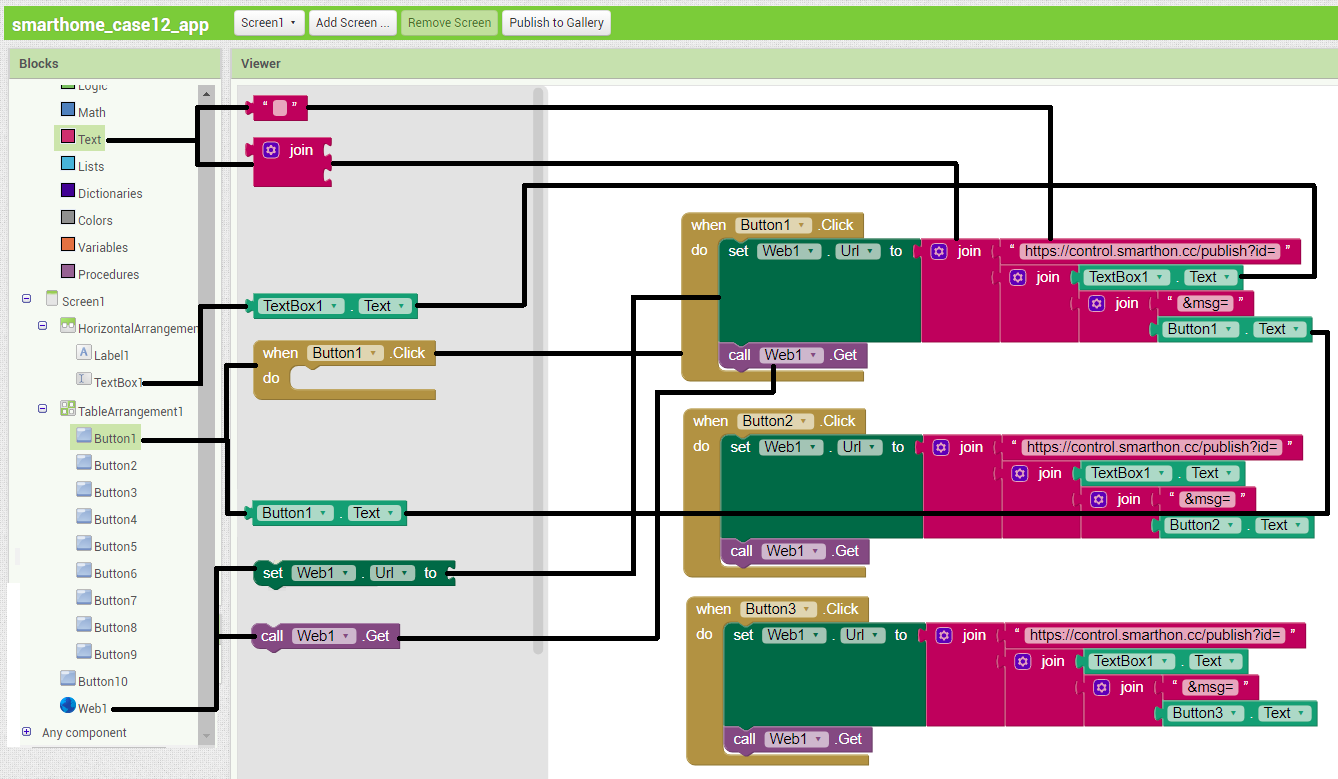 smarthome_case12_app Screen1 Add Screen ... Remove Screen Publish to Gallery
Blocks
Logic
Math
Text
Lists
Dictionaries
Colors
Variables
Procedures
Screen1
HorizontalArrangemen
Label1
TextBox1
TableArrangement1
Button1
Button2
Button3
Button4
Button5
Button6
Button7
Button8
Button9
Button10
Web1
Any component
Viewer
“ ”
join
TextBox1 . Text
when Button1 .Click
do
Button1 . Text
set Web1 . Url to
call Web1 .Get
when Button1 .Click
do set Web1 . Url to join “ https://control.smarthon.cc/publish?id= ”
join TextBox1 . Text
join “ &msg= ”
Button1 . Text
call Web1 .Get
when Button2 .Click
do set Web1 . Url to join “ https://control.smarthon.cc/publish?id= ”
join TextBox1 . Text
join “ &msg= ”
Button2 . Text
call Web1 .Get
when Button3 .Click
do set Web1 . Url to join “ https://control.smarthon.cc/publish?id= ”
join TextBox1 . Text
join “ &msg= ”
Button3 . Text
call Web1 .Get